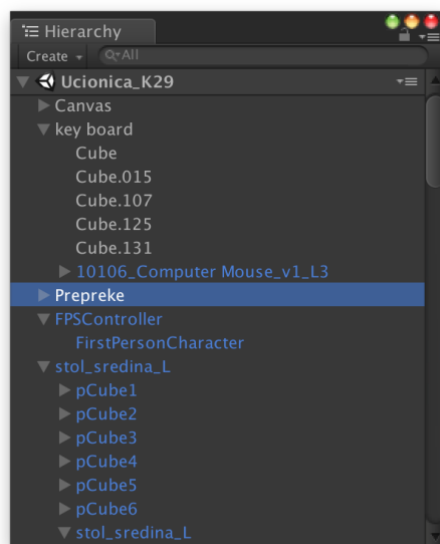 Hierarchy
Create All
Ucionica_K29
Canvas
key board
Cube
Cube.015
Cube.107
Cube.125
Cube.131
10106_Computer Mouse_v1_L3
Prepreke
FPSController
FirstPersonCharacter
stol_sredina_L
pCube1
pCube2
pCube3
pCube4
pCube5
pCube6
stol_sredina_L